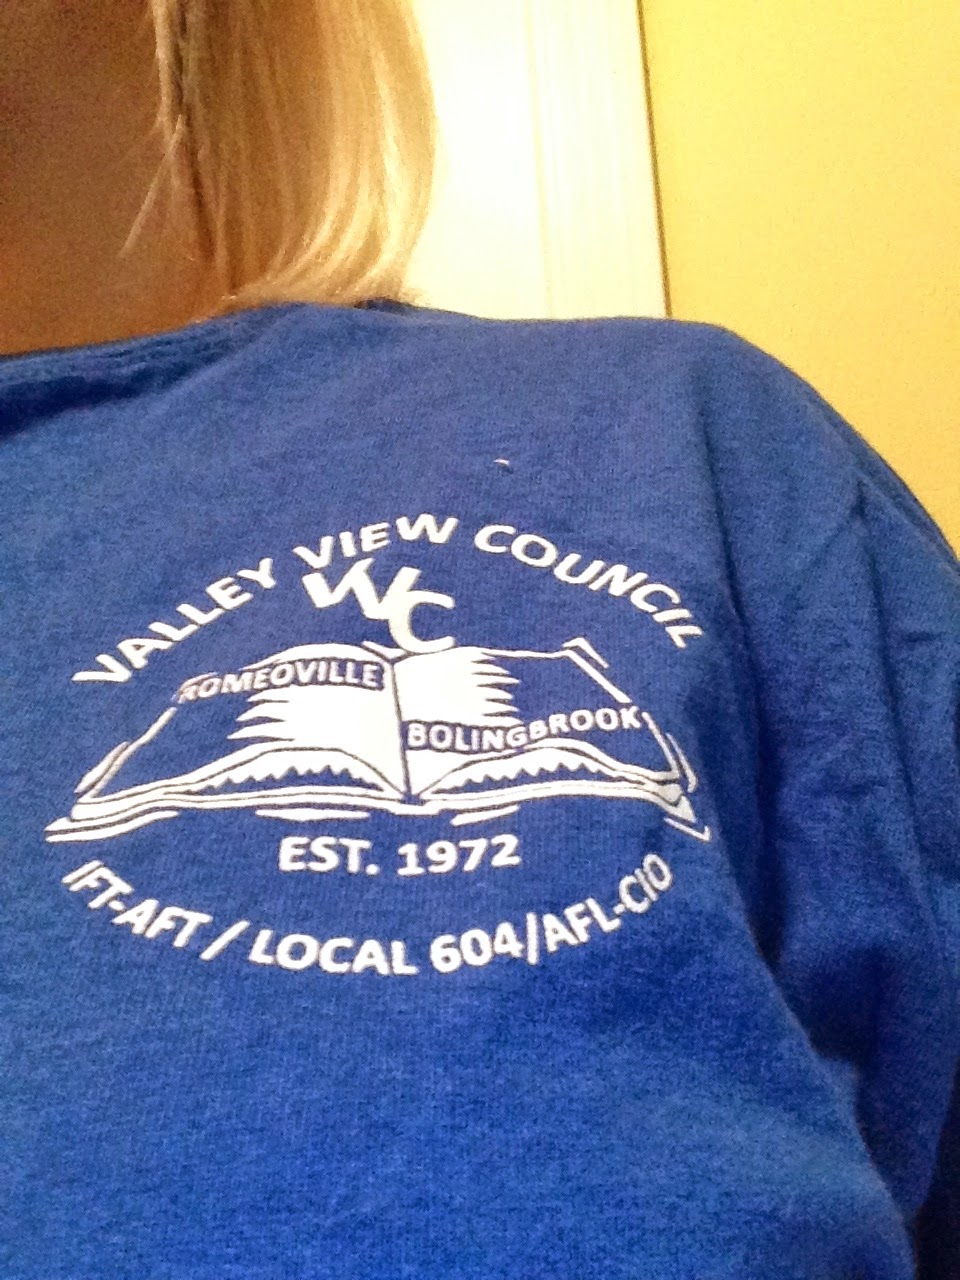 VALLEY VIEW COUNCIL
VVC
ROMEOVILLE
BOLINGBROOK
EST. 1972
IFT-AFT / LOCAL 604/AFL-CIO